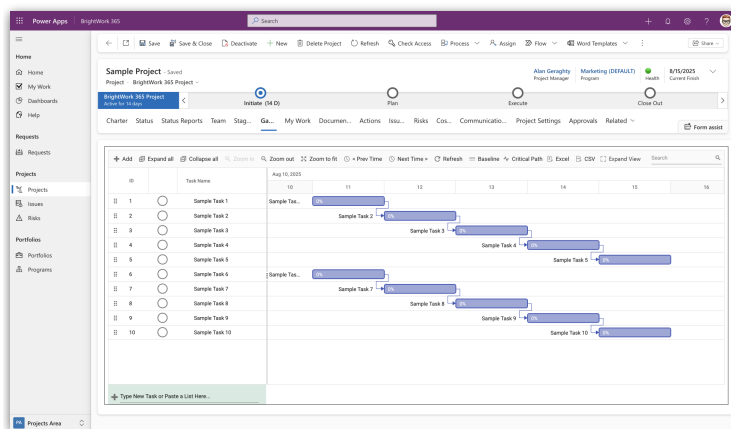 Power Apps BrightWork 365 Search
Save Save & Close Deactivate + New Delete Project Refresh Check Access Process Assign Flow Word Templates Share
Home
Home
My Work
Dashboards
Help
Requests
Requests
Projects
Projects
Issues
Risks
Portfolios
Portfolios
Programs
PA Projects Area
Sample Project - Saved
Project · BrightWork 365 Project
Alan Geraghty
Project Manager
Marketing (DEFAULT)
Program
Health
8/15/2025
Current Finish
BrightWork 365 Project
Active for 14 days
Initiate (14 D) Plan Execute Close Out
Charter Status Status Reports Team Stag... Ga... My Work Documen... Actions Issu... Risks Cos... Communicatio... Project Settings Approvals Related
Form assist
+ Add Expand all Collapse all Zoom in Zoom out Zoom to fit < Prev Time Next Time > Refresh Baseline Critical Path Excel CSV Expand View Search
ID Task Name Aug 10, 2025
10 11 12 13 14 15 16
1 Sample Task 1 Sample Tas... 0%
2 Sample Task 2 Sample Task 2 0%
3 Sample Task 3 Sample Task 3 0%
4 Sample Task 4 Sample Task 4 0%
5 Sample Task 5 Sample Task 5 0%
6 Sample Task 6 Sample Tas... 0%
7 Sample Task 7 Sample Task 7 0%
8 Sample Task 8 Sample Task 8 0%
9 Sample Task 9 Sample Task 9 0%
10 Sample Task 10 Sample Task 10 0%
+ Type New Task or Paste a List Here...